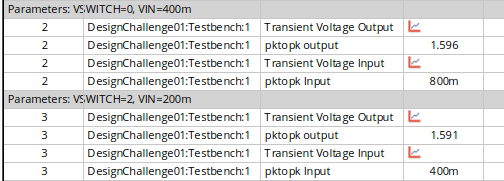 Parameters: VSWITCH=0, VIN=400m
2 DesignChallenge01:Testbench:1 Transient Voltage Output
2 DesignChallenge01:Testbench:1 pktopk output 1.596
2 DesignChallenge01:Testbench:1 Transient Voltage Input
2 DesignChallenge01:Testbench:1 pktopk Input 800m
Parameters: VSWITCH=2, VIN=200m
3 DesignChallenge01:Testbench:1 Transient Voltage Output
3 DesignChallenge01:Testbench:1 pktopk output 1.591
3 DesignChallenge01:Testbench:1 Transient Voltage Input
3 DesignChallenge01:Testbench:1 pktopk Input 400m